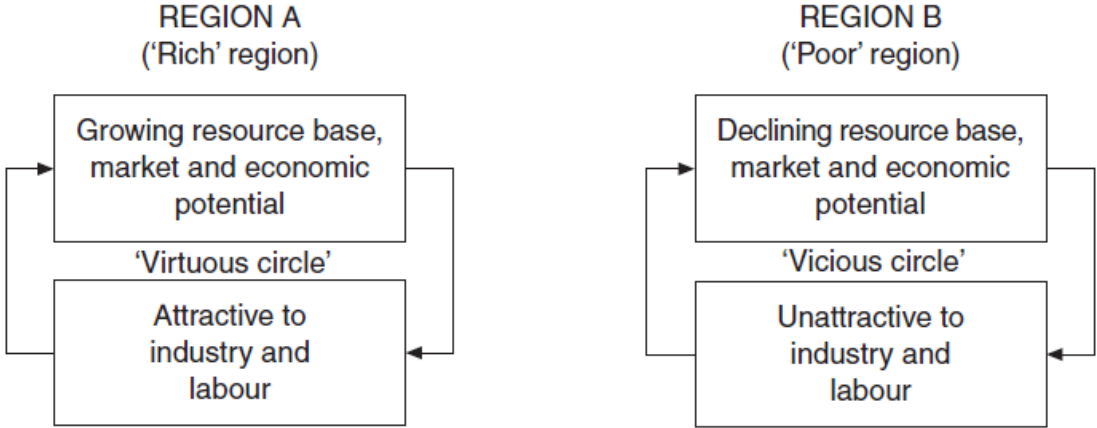 REGION A
(‘Rich’ region)
Growing resource base,
market and economic
potential
‘Virtuous circle’
Attractive to
industry and
labour
REGION B
(‘Poor’ region)
Declining resource base,
market and economic
potential
‘Vicious circle’
Unattractive to
industry and
labour